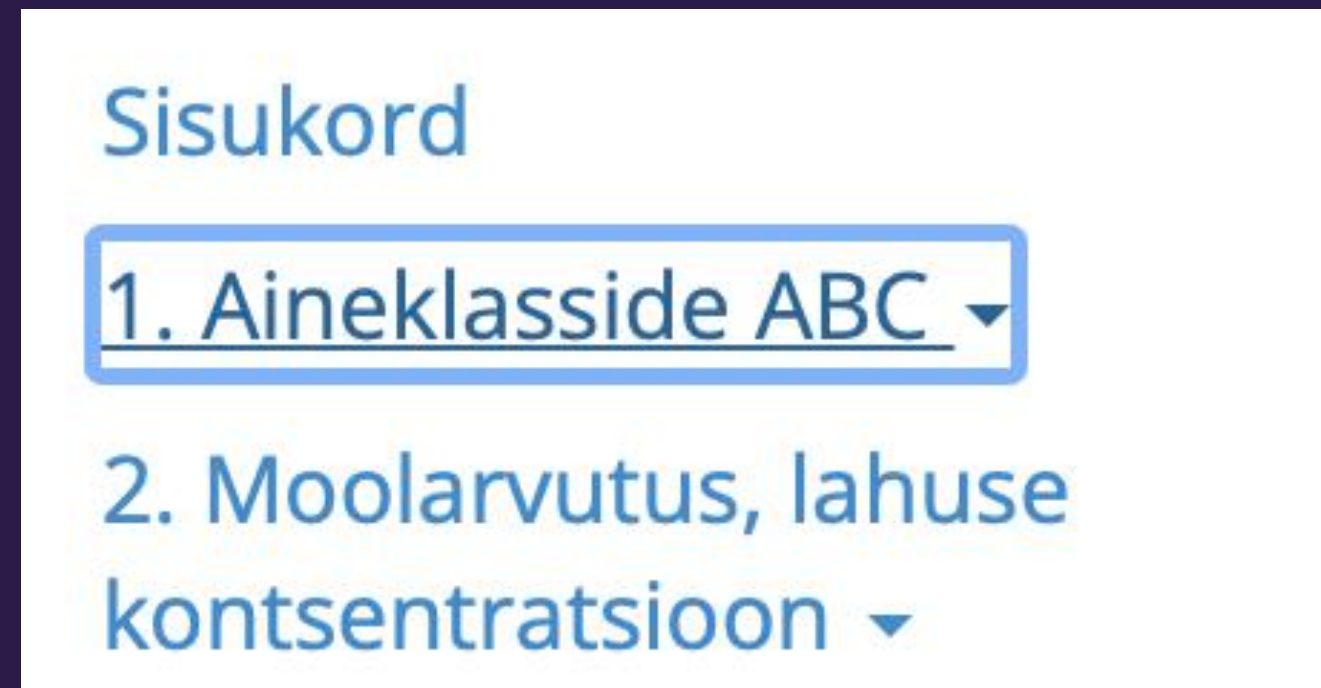 Sisukord
1. Aineklasside ABC
2. Moolarvutus, lahuse
kontsentratsioon